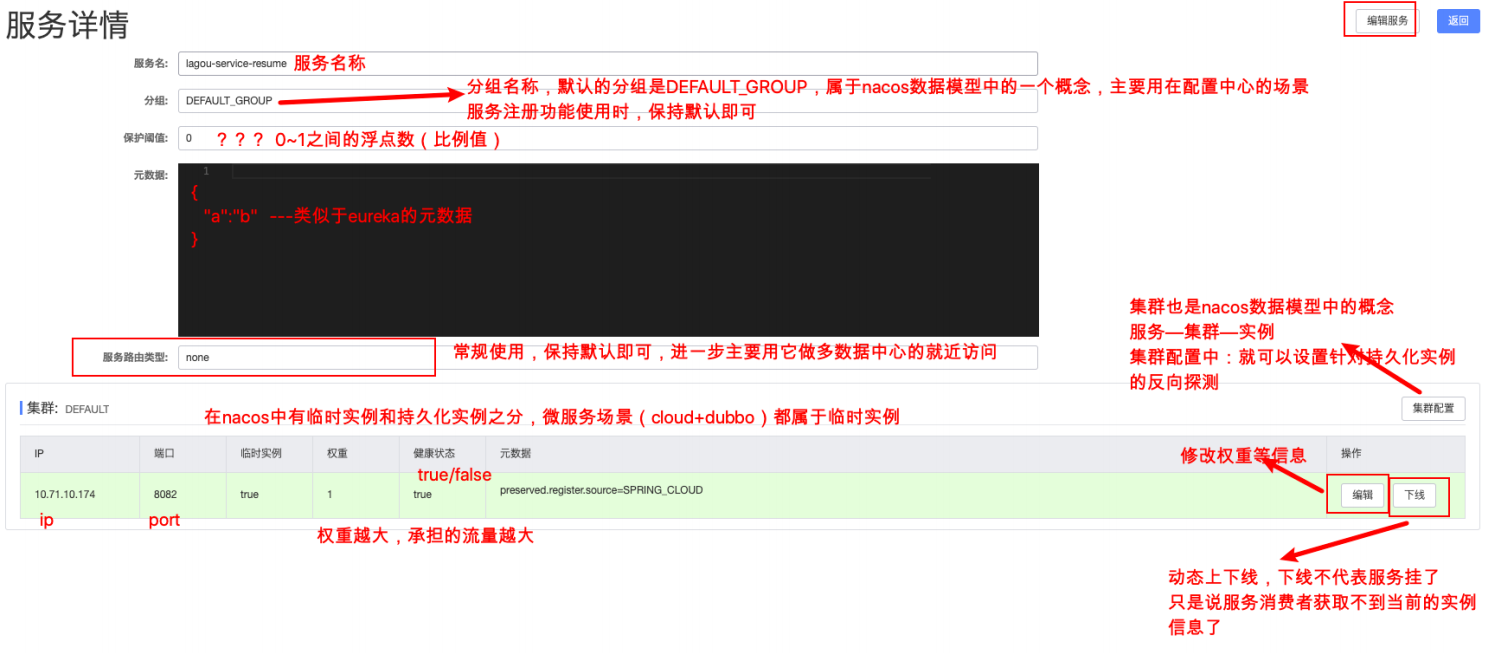 服务详情
编辑服务
返回
服务名: lagou-service-resume 服务名称
分组名称，默认的分组是DEFAULT_GROUP，属于nacos数据模型中的一个概念，主要用在配置中心的场景
分组: DEFAULT_GROUP
服务注册功能使用时，保持默认即可
保护阈值: 0 ？？？ 0~1之间的浮点数（比例值）
元数据: 1
{
"a":"b" ---类似于eureka的元数据
}
集群也是nacos数据模型中的概念
服务—集群—实例
集群配置中：就可以设置针对持久化实例
的反向探测
服务路由类型: none 常规使用，保持默认即可，进一步主要用它做多数据中心的就近访问
集群: DEFAULT
集群配置
在nacos中有临时实例和持久化实例之分，微服务场景（cloud+dubbo）都属于临时实例
IP 端口 临时实例 权重 健康状态 元数据 修改权重等信息 操作
true/false
10.71.10.174 8082 true 1 true preserved.register.source=SPRING_CLOUD 编辑 下线
ip port
权重越大，承担的流量越大
动态上下线，下线不代表服务挂了
只是说服务消费者获取不到当前的实例
信息了